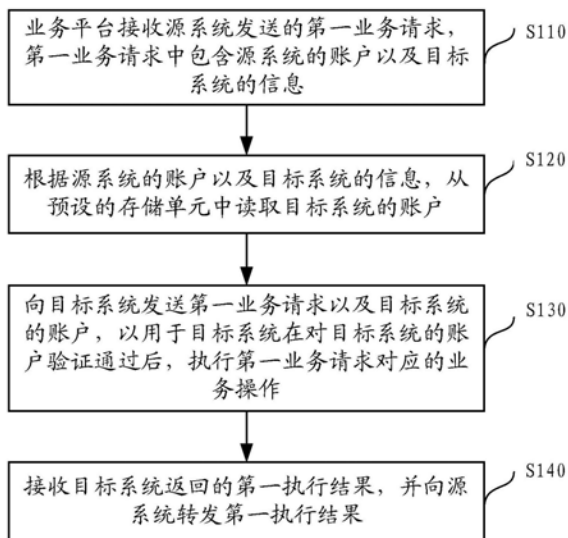 业务平台接收源系统发送的第一业务请求，
第一业务请求中包含源系统的账户以及目标
系统的信息
S110
根据源系统的账户以及目标系统的信息，从
预设的存储单元中读取目标系统的账户
S120
向目标系统发送第一业务请求以及目标系统
的账户，以用于目标系统在对目标系统的账
户验证通过后，执行第一业务请求对应的业
务操作
S130
接收目标系统返回的第一执行结果，并向源
系统转发第一执行结果
S140